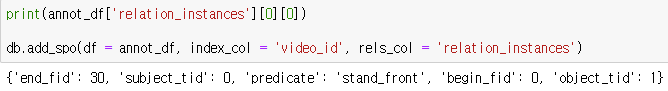 print(annot_df['relation_instances'][0][0])
db.add_spo(df = annot_df, index_col = 'video_id', rels_col = 'relation_instances')
{'end_fid': 30, 'subject_tid': 0, 'predicate': 'stand_front', 'begin_fid': 0, 'object_tid': 1}